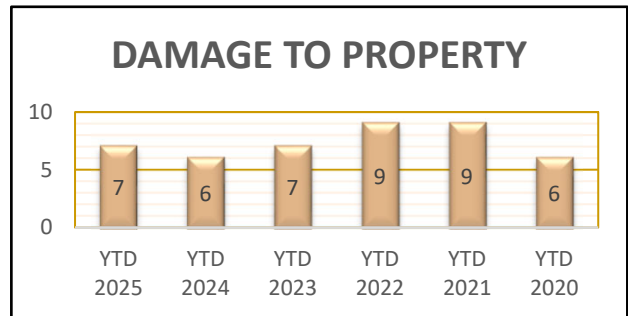 DAMAGE TO PROPERTY
10
5
0
7 6 7 9 9 6
YTD YTD YTD YTD YTD YTD
2025 2024 2023 2022 2021 2020